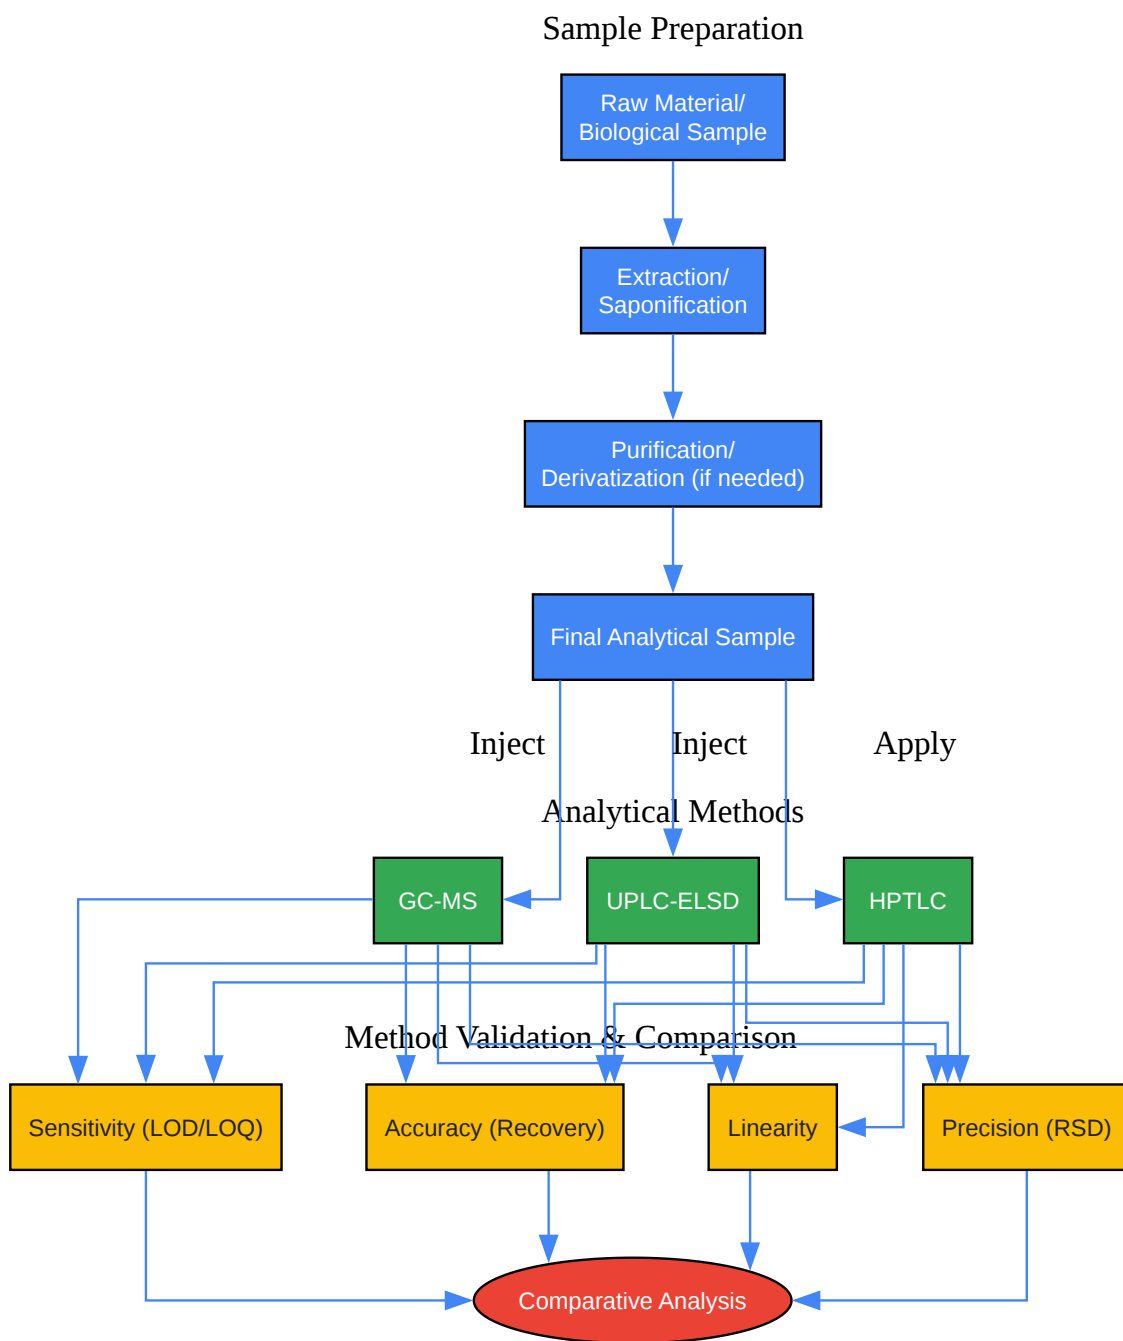 Sample Preparation
Raw Material/
Biological Sample
Extraction/
Saponification
Purification/
Derivatization (if needed)
Final Analytical Sample
Inject
Inject
Apply
Analytical Methods
GC-MS
UPLC-ELSD
HPTLC
Method Validation & Comparison
Sensitivity (LOD/LOQ)
Accuracy (Recovery)
Linearity
Precision (RSD)
Comparative Analysis